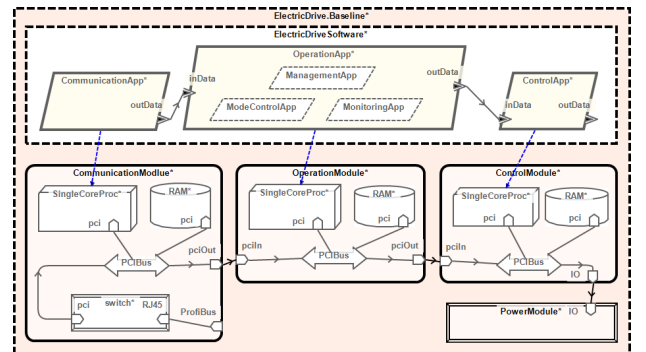 ElectricDrive.Baseline*
ElectricDriveSoftware*
OperationApp*
CommunicationApp*
inData
ManagementApp
outData
ControlApp*
outData
ModeControlApp
MonitoringApp
inData
outData
CommunicationModlue*
OperationModule*
ControlModule*
SingleCoreProc*
RAM*
SingleCoreProc*
RAM*
SingleCoreProc*
RAM*
pci
pci
pci
pci
pci
pci
PCIBus
pciOut
pciIn
PCIBus
pciOut
pciIn
PCIBus
IO
pci
switch*
RJ45
ProfiBus
PowerModule*
IO